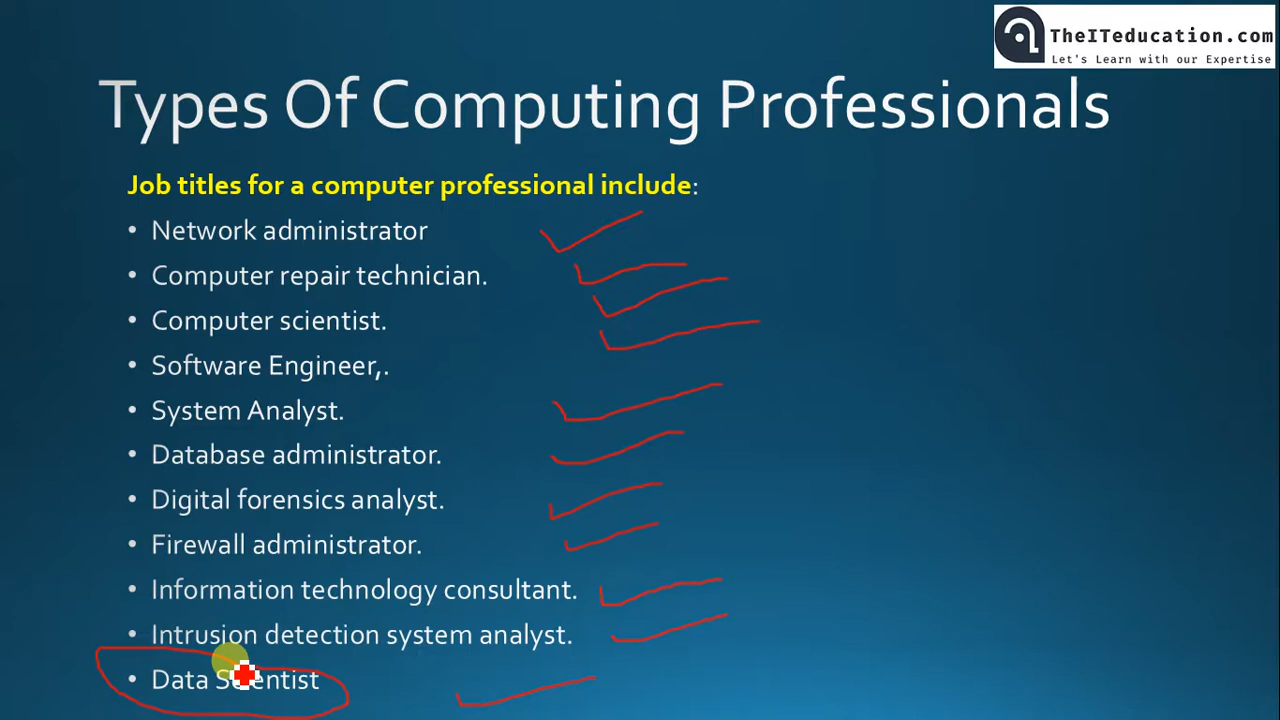 TheITeducation.com
Let's Learn with our Expertise
Types Of Computing Professionals
Job titles for a computer professional include:
• Network administrator
• Computer repair technician.
• Computer scientist.
• Software Engineer,.
• System Analyst.
• Database administrator.
• Digital forensics analyst.
• Firewall administrator.
• Information technology consultant.
• Intrusion detection system analyst.
• Data Scientist